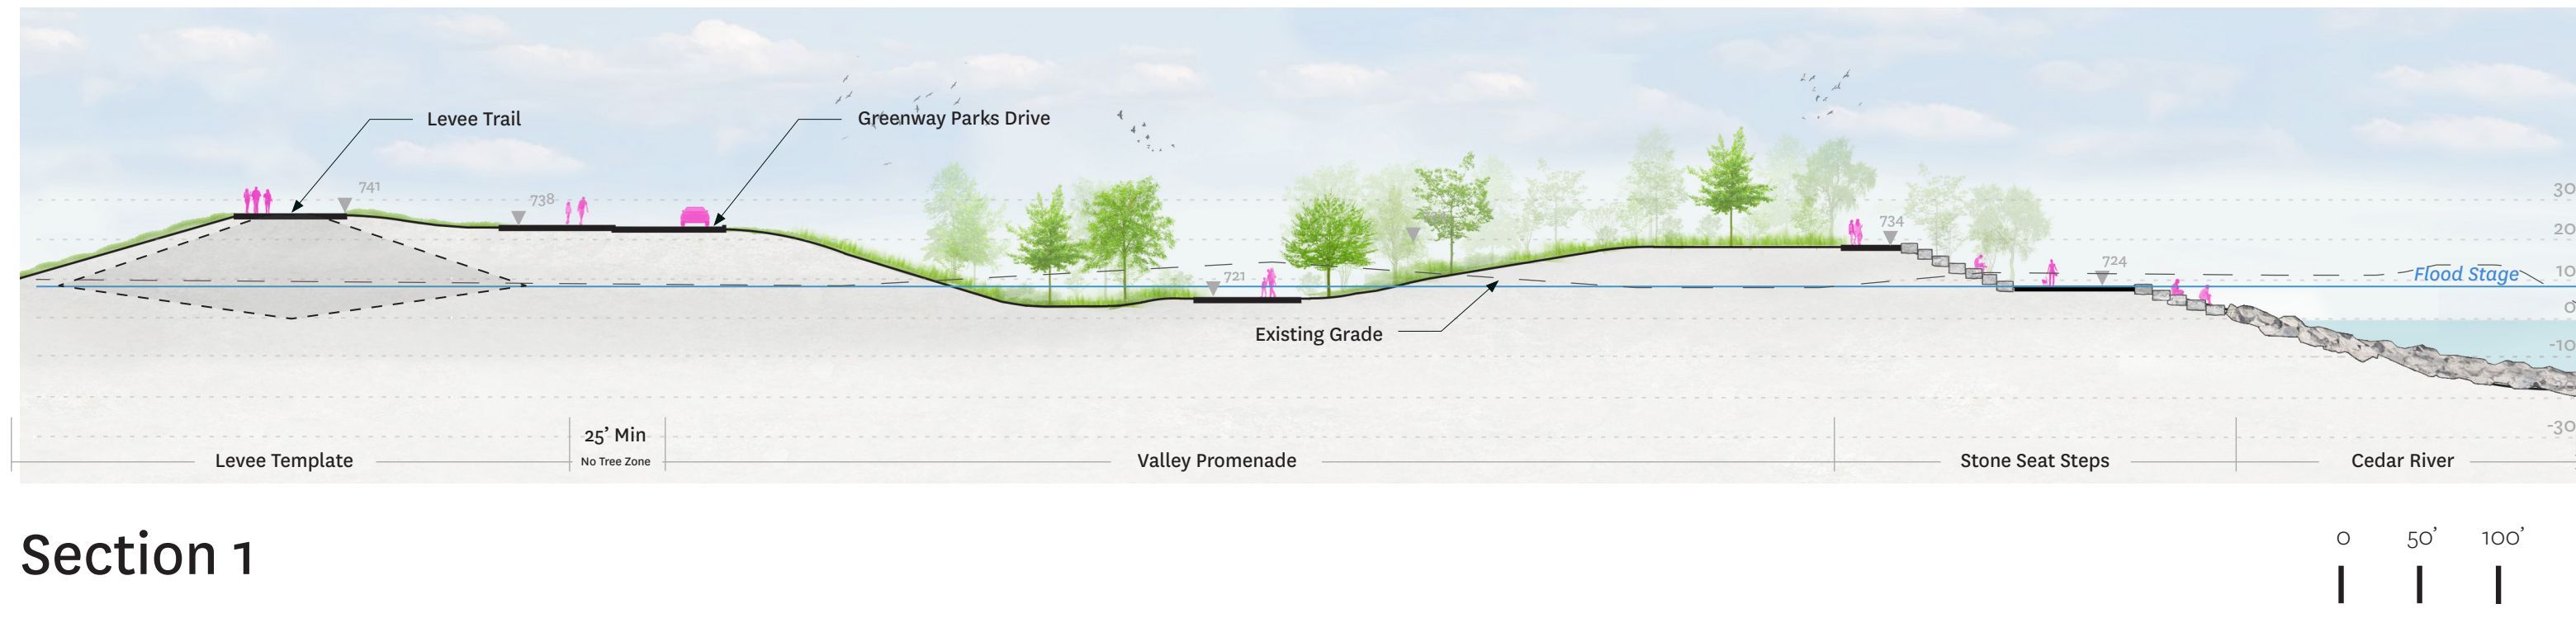 Levee Trail
Greenway Parks Drive
741
738
30
734
20
724
721
10
Flood Stage
0
Existing Grade
-10
-30
25’ Min
No Tree Zone
Levee Template
Valley Promenade
Stone Seat Steps
Cedar River
Section 1
0
50’
100’